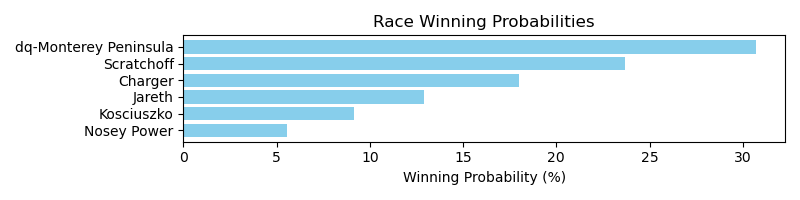 Race Winning Probabilities
dq-Monterey Peninsula
Scratchoff
Charger
Jareth
Kosciuszko
Nosey Power
0 5 10 15 20 25 30
Winning Probability (%)